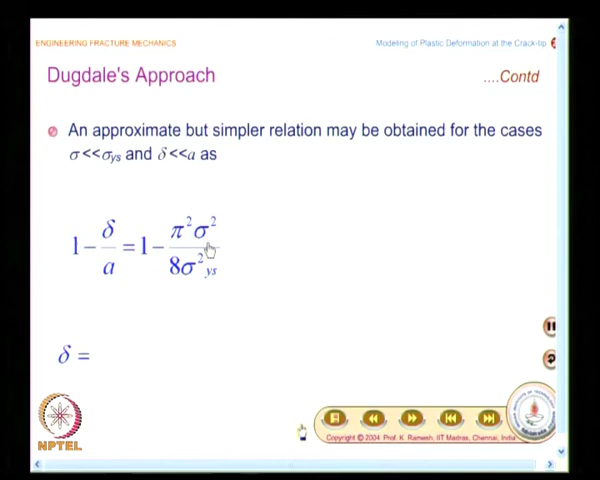 ENGINEERING FRACTURE MECHANICS
Modeling of Plastic Deformation at the Crack-tip
Dugdale's Approach
....Contd
An approximate but simpler relation may be obtained for the cases
σ<<σys and δ<<a as
1 − δ/a = 1 − π²σ²/8σ²ys
δ =
NPTEL
Copyright © 2004 Prof. K. Ramesh, IIT Madras, Chennai, India